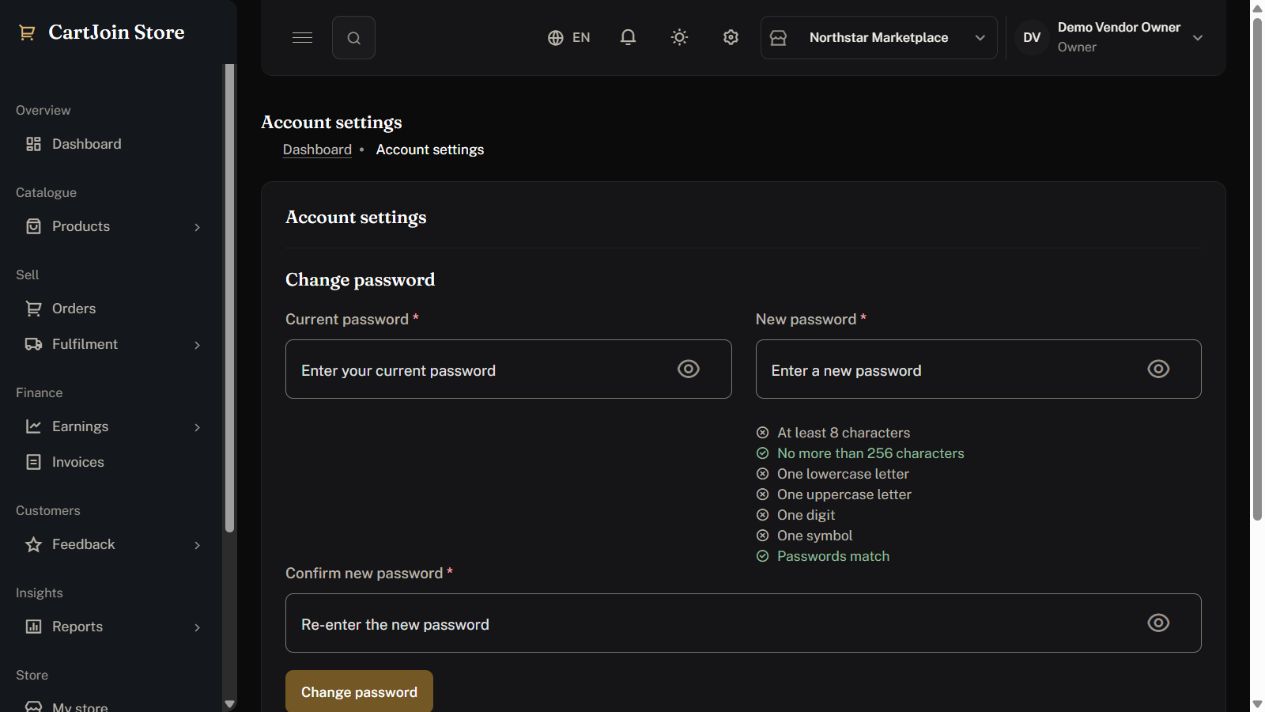 CartJoin Store
EN
Northstar Marketplace
DV
Demo Vendor Owner
Owner
Overview
Dashboard
Catalogue
Products
Sell
Orders
Fulfilment
Finance
Earnings
Invoices
Customers
Feedback
Insights
Reports
Store
My store
Account settings
Dashboard • Account settings
Account settings
Change password
Current password *
Enter your current password
New password *
Enter a new password
At least 8 characters
No more than 256 characters
One lowercase letter
One uppercase letter
One digit
One symbol
Passwords match
Confirm new password *
Re-enter the new password
Change password